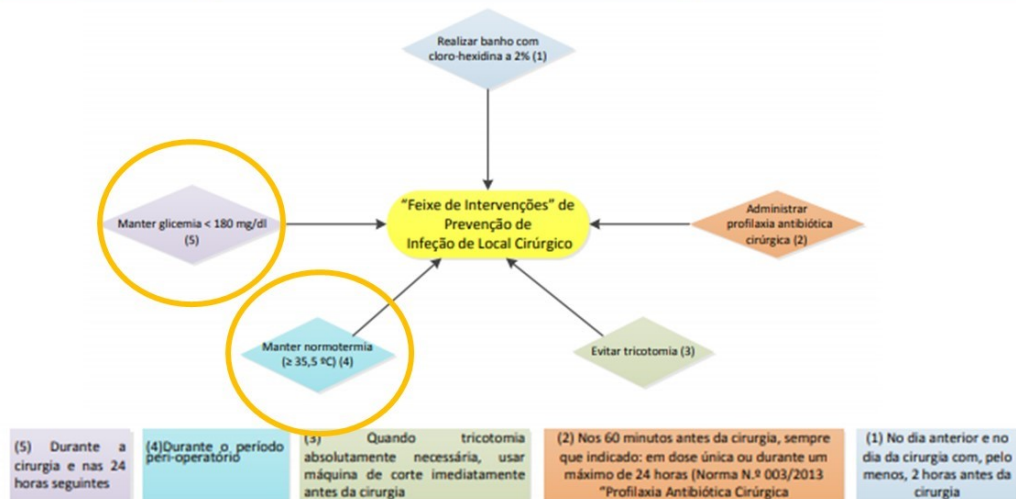 Realizar banho com
cloro-hexidina a 2% (1)
Manter glicemia < 180 mg/dl
(5)
"Feixe de Intervenções" de
Prevenção de
Infeção de Local Cirúrgico
Administrar
profilaxia antibiótica
cirúrgica (2)
Manter normotermia
(≥ 35,5 ºC) (4)
Evitar tricotomia (3)
(5) Durante a
cirurgia e nas 24
horas seguintes
(4)Durante o período
peri-operatório
(3) Quando tricotomia
absolutamente necessária, usar
máquina de corte imediatamente
antes da cirurgia
(2) Nos 60 minutos antes da cirurgia, sempre
que indicado: em dose única ou durante um
máximo de 24 horas (Norma N.º 003/2013
"Profilaxia Antibiótica Cirúrgica
(1) No dia anterior e no
dia da cirurgia com, pelo
menos, 2 horas antes da
cirurgia